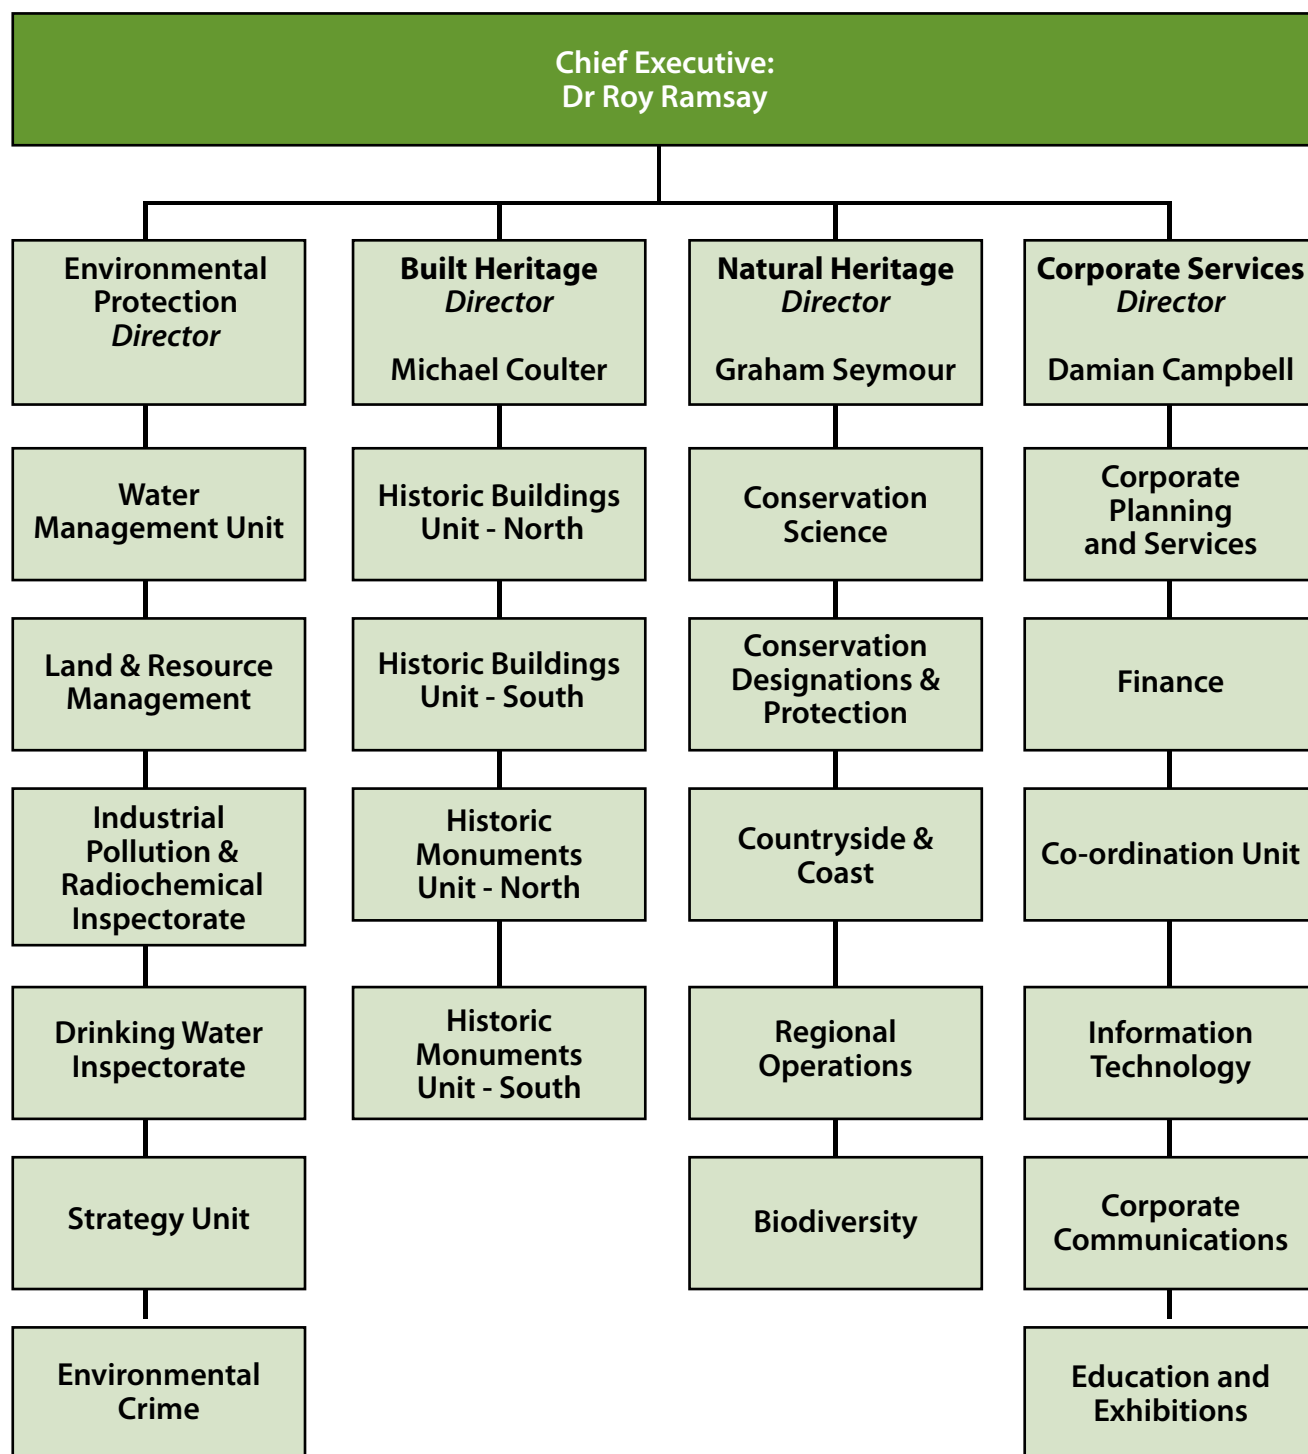 Chief Executive:
Dr Roy Ramsay
Environmental
Protection
Director
Built Heritage
Director
Michael Coulter
Natural Heritage
Director
Graham Seymour
Corporate Services
Director
Damian Campbell
Water
Management Unit
Historic Buildings
Unit - North
Conservation
Science
Corporate
Planning
and Services
Land & Resource
Management
Historic Buildings
Unit - South
Conservation
Designations &
Protection
Finance
Industrial
Pollution &
Radiochemical
Inspectorate
Historic
Monuments
Unit - North
Countryside &
Coast
Co-ordination Unit
Drinking Water
Inspectorate
Historic
Monuments
Unit - South
Regional
Operations
Information
Technology
Strategy Unit
Biodiversity
Corporate
Communications
Environmental
Crime
Education and
Exhibitions